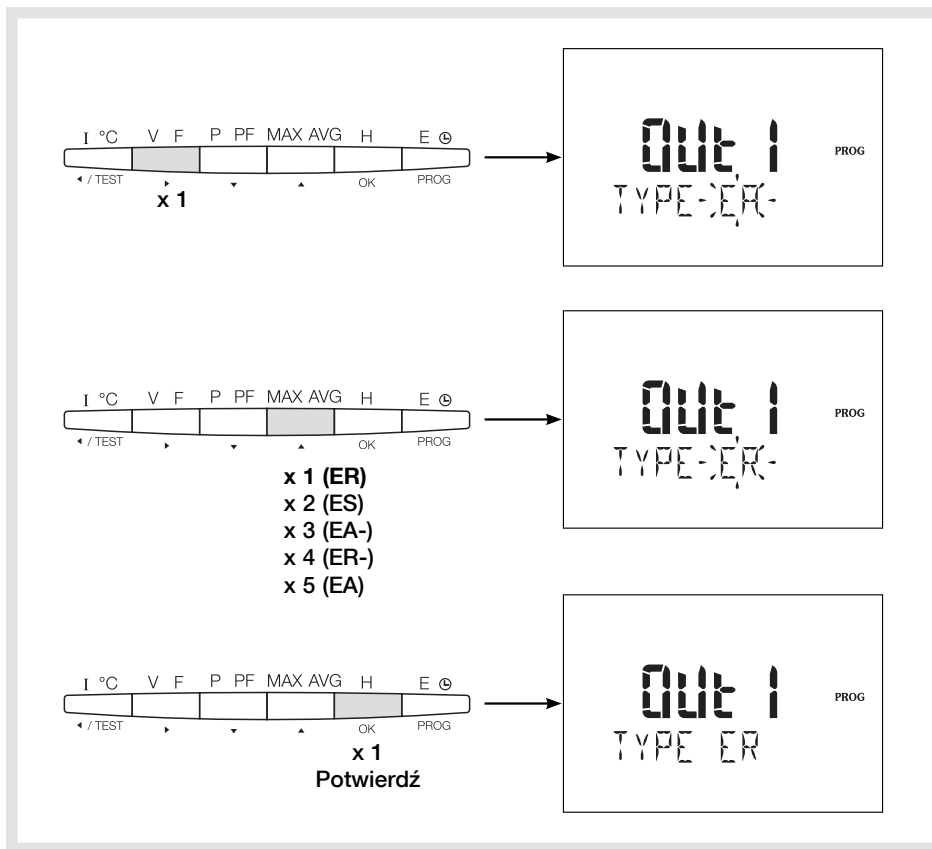 I °C V F P PF MAX AVG H E
/ TEST OK PROG
x 1
OUt 1 PROG
TYPE-EA-
I °C V F P PF MAX AVG H E
/ TEST OK PROG
x 1 (ER)
x 2 (ES)
x 3 (EA-)
x 4 (ER-)
x 5 (EA)
OUt 1 PROG
TYPE-ER-
I °C V F P PF MAX AVG H E
/ TEST OK PROG
x 1
Potwierdź
OUt 1 PROG
TYPE ER